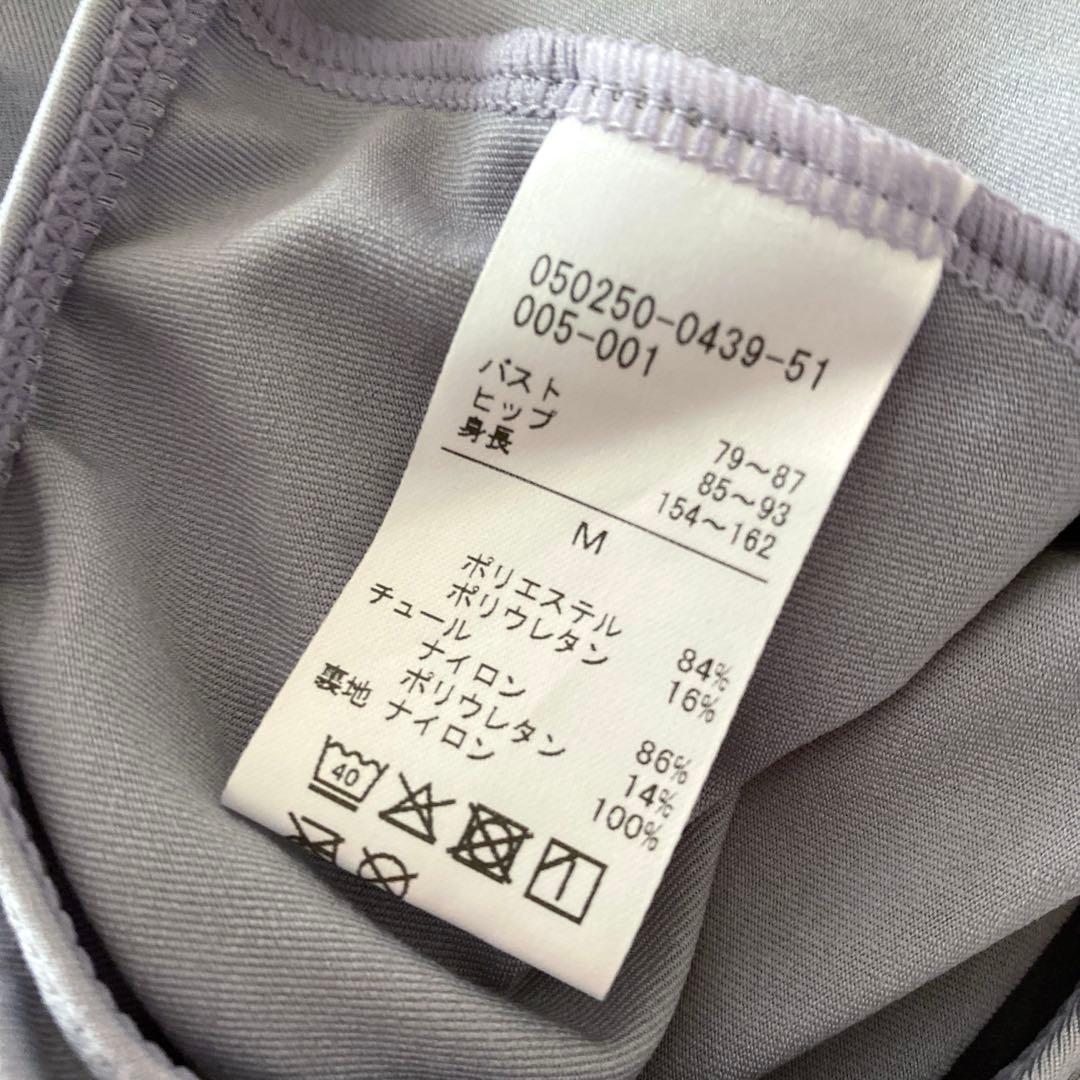 050250-0439-51
005-001
バスト 79～87
ヒップ 85～93
身長 154～162
M
ポリエステル 84%
ポリウレタン 16%
チュール
ナイロン 86%
ポリウレタン 14%
裏地 ナイロン 100%
40